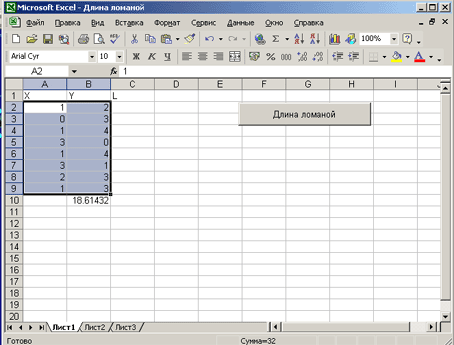 Microsoft Excel - Длина ломаной
Файл Правка Вид Вставка Формат Сервис Данные Окно Справка
100%
Arial Cyr 10 Ж К Ч
A2 fx 1
A B C D E F G H I
1 X Y L
2 1 2
3 0 3
4 1 4
5 3 0
6 1 4
7 3 1
8 2 3
9 1 3
10 18.61432
11
12
13
14
15
16
17
18
19
20
Длина ломаной
Лист1 Лист2 Лист3
Готово Сумма=32